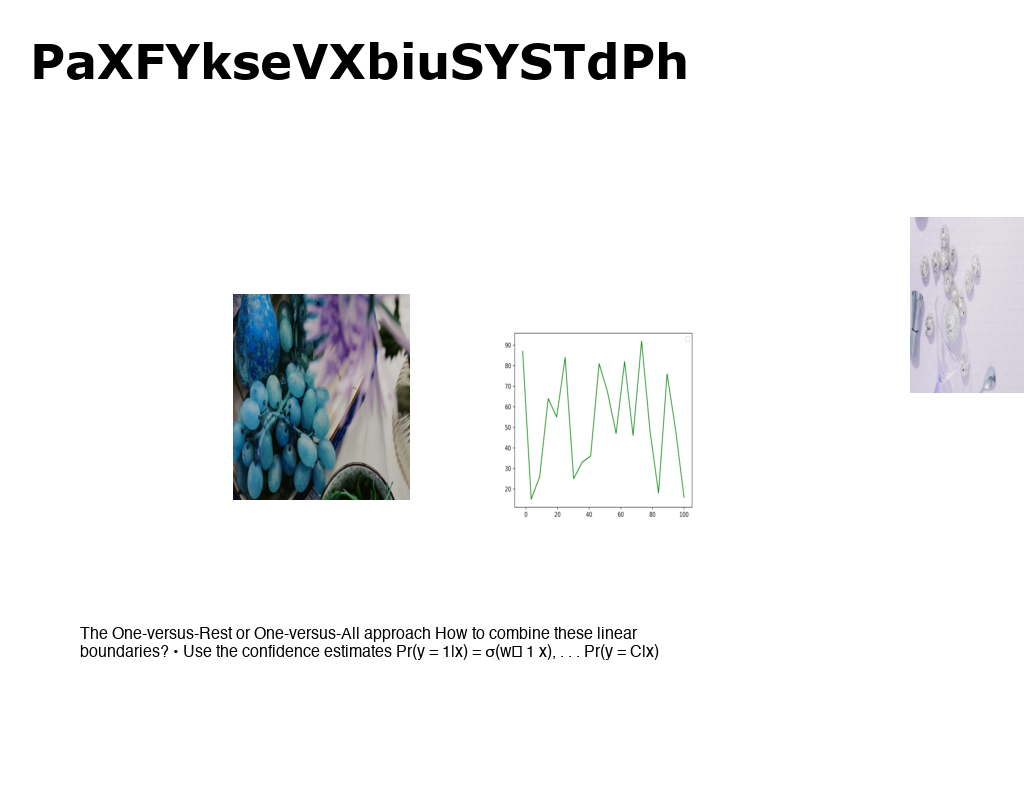 PaXFYkseVXbiuSYSTdPh
90
80
70
60
50
40
30
20
0 20 40 60 80 100
The One-versus-Rest or One-versus-All approach How to combine these linear
boundaries? • Use the confidence estimates Pr(y = 1|x) = σ(w□ 1 x), . . . Pr(y = C|x)